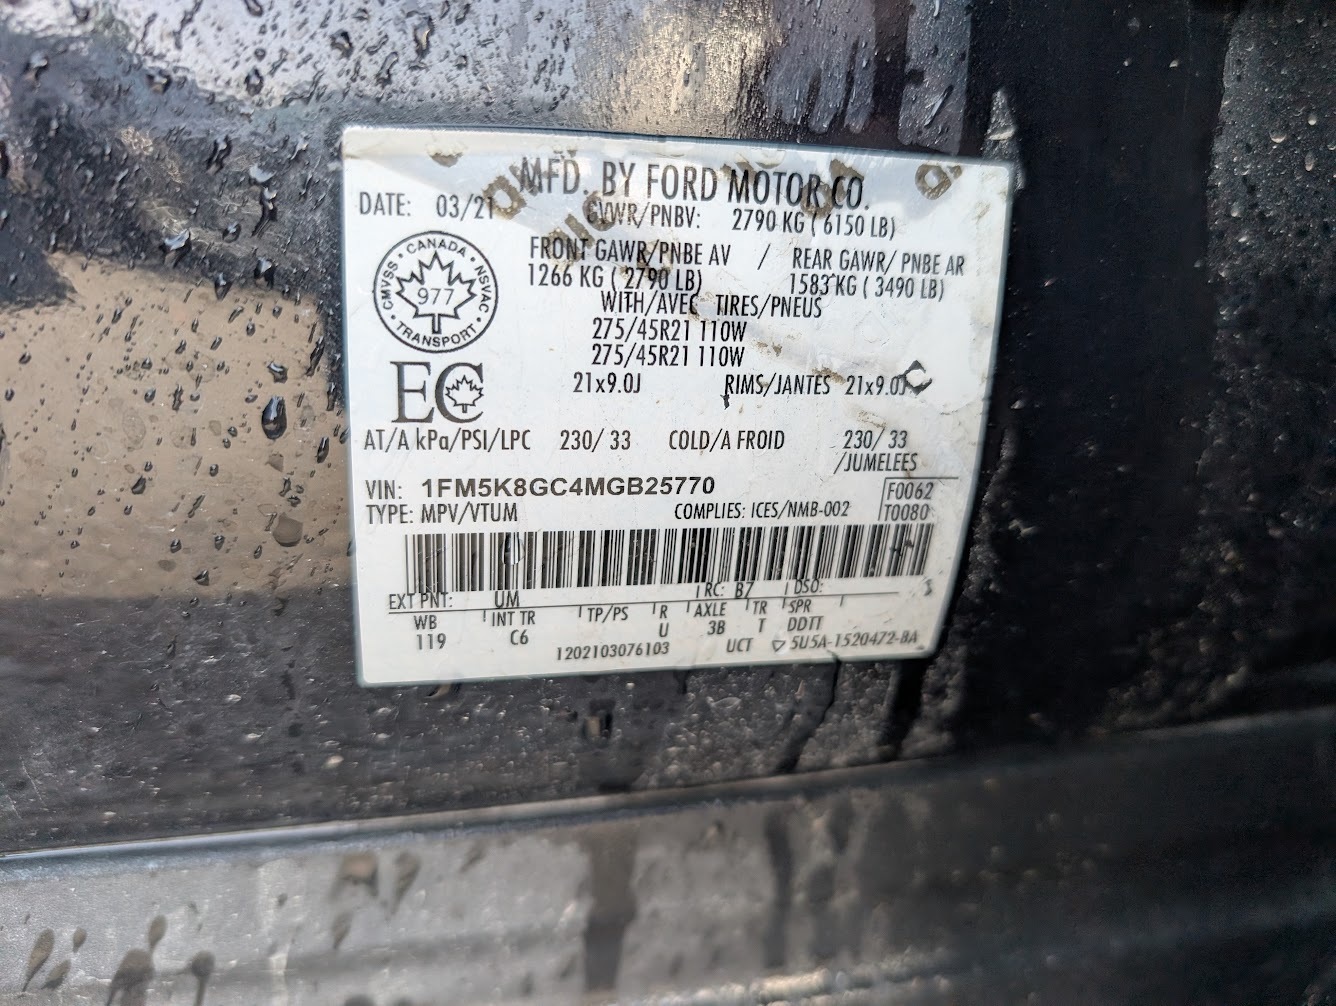 MFD. BY FORD MOTOR CO.
DATE: 03/21
GVWR/PNBV: 2790 KG ( 6150 LB)
FRONT GAWR/PNBE AV / REAR GAWR/ PNBE AR
1266 KG ( 2790 LB) 1583 KG ( 3490 LB)
WITH/AVEC TIRES/PNEUS
CANADA
CMVSS
NSVAC
977
TRANSPORT
275/45R21 110W
275/45R21 110W
EC
21x9.0J RIMS/JANTES 21x9.0J
AT/A kPa/PSI/LPC 230/ 33 COLD/A FROID 230/ 33
/JUMELEES
VIN: 1FM5K8GC4MGB25770 F0062
TYPE: MPV/VTUM COMPLIES: ICES/NMB-002 T0080
EXT PNT: UM RC: B7 DSO:
WB INT TR TP/PS R AXLE TR SPR
119 C6 U 3B T DDTT
1202103076103 UCT 5U5A-1520472-BA